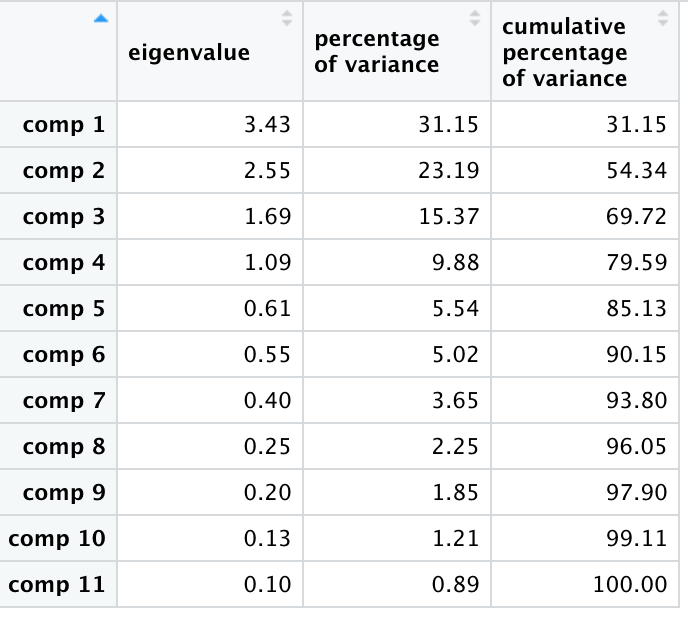 eigenvalue percentage of variance cumulative percentage of variance
comp 1 3.43 31.15 31.15
comp 2 2.55 23.19 54.34
comp 3 1.69 15.37 69.72
comp 4 1.09 9.88 79.59
comp 5 0.61 5.54 85.13
comp 6 0.55 5.02 90.15
comp 7 0.40 3.65 93.80
comp 8 0.25 2.25 96.05
comp 9 0.20 1.85 97.90
comp 10 0.13 1.21 99.11
comp 11 0.10 0.89 100.00